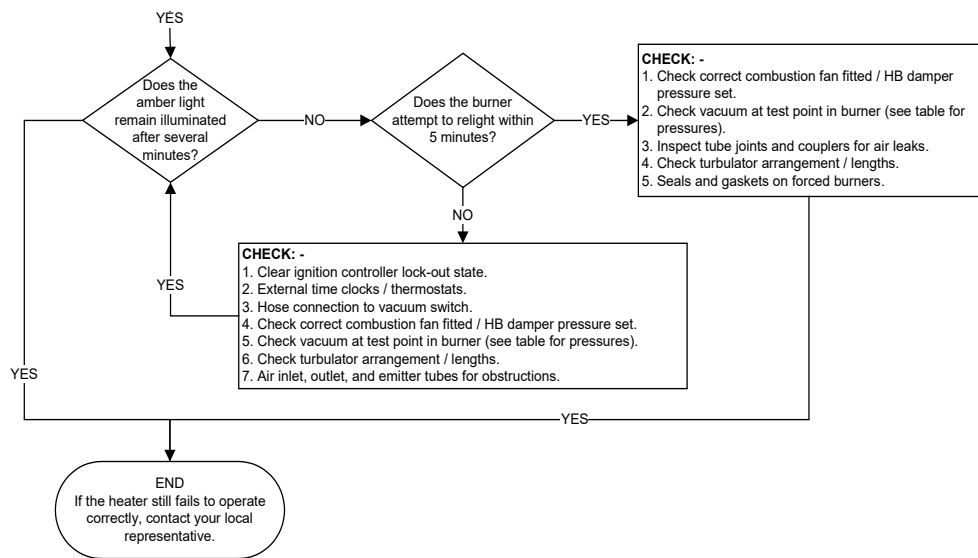 YES
Does the
amber light
remain illuminated
after several
minutes?
NO
Does the burner
attempt to relight within
5 minutes?
YES
CHECK: -
1. Check correct combustion fan fitted / HB damper
pressure set.
2. Check vacuum at test point in burner (see table for
pressures).
3. Inspect tube joints and couplers for air leaks.
4. Check turbulator arrangement / lengths.
5. Seals and gaskets on forced burners.
NO
YES
CHECK: -
1. Clear ignition controller lock-out state.
2. External time clocks / thermostats.
3. Hose connection to vacuum switch.
4. Check correct combustion fan fitted / HB damper pressure set.
5. Check vacuum at test point in burner (see table for pressures).
6. Check turbulator arrangement / lengths.
7. Air inlet, outlet, and emitter tubes for obstructions.
YES
YES
END
If the heater still fails to operate
correctly, contact your local
representative.